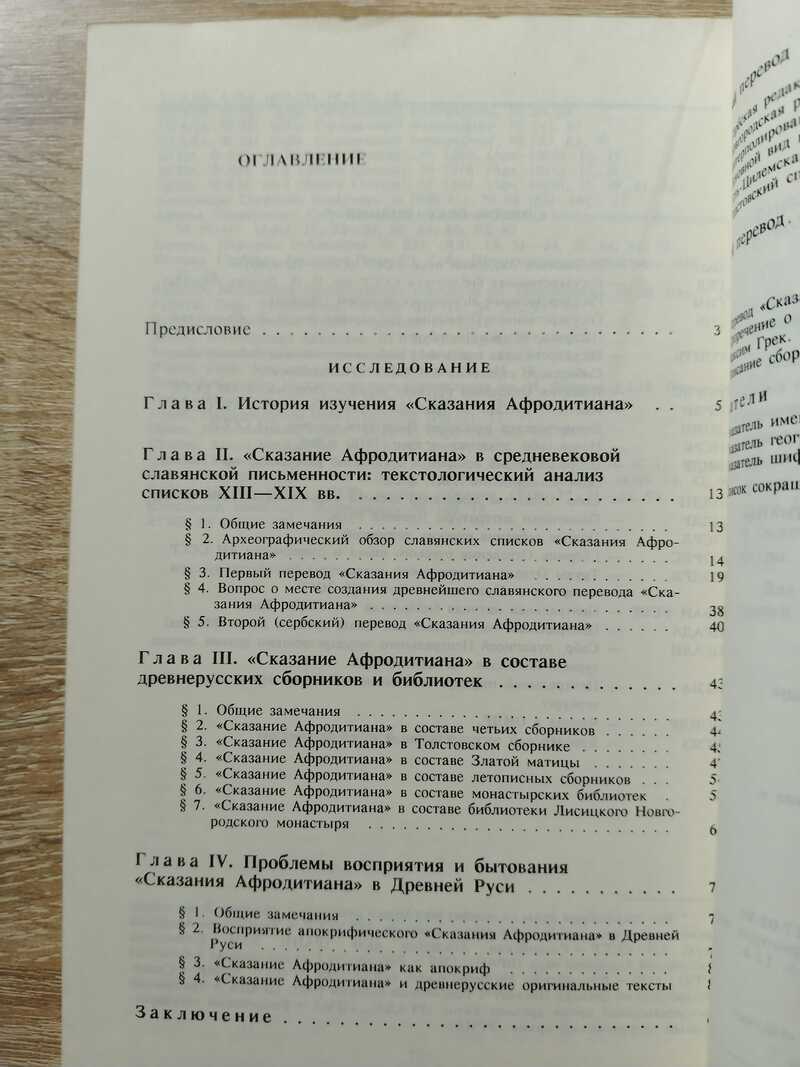 ОГЛАВЛЕНИЕ
Предисловие . . . . . . . . . . . . . . . . . . . . . . . . . . . . 3
ИССЛЕДОВАНИЕ
Глава I. История изучения «Сказания Афродитиана» . . 5
Глава II. «Сказание Афродитиана» в средневековой
славянской письменности: текстологический анализ
списков XIII—XIX вв. . . . . . . . . . . . . . . . . . . . . . . . 13
§ 1. Общие замечания . . . . . . . . . . . . . . . . . . . . . . . . . 13
§ 2. Археографический обзор славянских списков «Сказания Афро-
дитиана» . . . . . . . . . . . . . . . . . . . . . . . . . . . . . . 14
§ 3. Первый перевод «Сказания Афродитиана» . . . . . . . . . . . 19
§ 4. Вопрос о месте создания древнейшего славянского перевода «Ска-
зания Афродитиана» . . . . . . . . . . . . . . . . . . . . . . . . 38
§ 5. Второй (сербский) перевод «Сказания Афродитиана» . . . . . . 40
Глава III. «Сказание Афродитиана» в составе
древнерусских сборников и библиотек . . . . . . . . . . . . . 43
§ 1. Общие замечания . . . . . . . . . . . . . . . . . . . . . . . . .
§ 2. «Сказание Афродитиана» в составе четьих сборников . . . . . .
§ 3. «Сказание Афродитиана» в Толстовском сборнике . . . . . . . .
§ 4. «Сказание Афродитиана» в составе Златой матицы . . . . . . .
§ 5. «Сказание Афродитиана» в составе летописных сборников . . .
§ 6. «Сказание Афродитиана» в составе монастырских библиотек .
§ 7. «Сказание Афродитиана» в составе библиотеки Лисицкого Новго-
родского монастыря . . . . . . . . . . . . . . . . . . . . . . . .
Глава IV. Проблемы восприятия и бытования
«Сказания Афродитиана» в Древней Руси . . . . . . . . . . .
§ 1. Общие замечания . . . . . . . . . . . . . . . . . . . . . . . . .
§ 2. Восприятие апокрифического «Сказания Афродитиана» в Древней
Руси . . . . . . . . . . . . . . . . . . . . . . . . . . . . . . . .
§ 3. «Сказание Афродитиана» как апокриф . . . . . . . . . . . . .
§ 4. «Сказание Афродитиана» и древнерусские оригинальные тексты
Заключение . . . . . . . . . . . . . . . . . . . . . . . . . . .
перевод
перевод.
Грек.